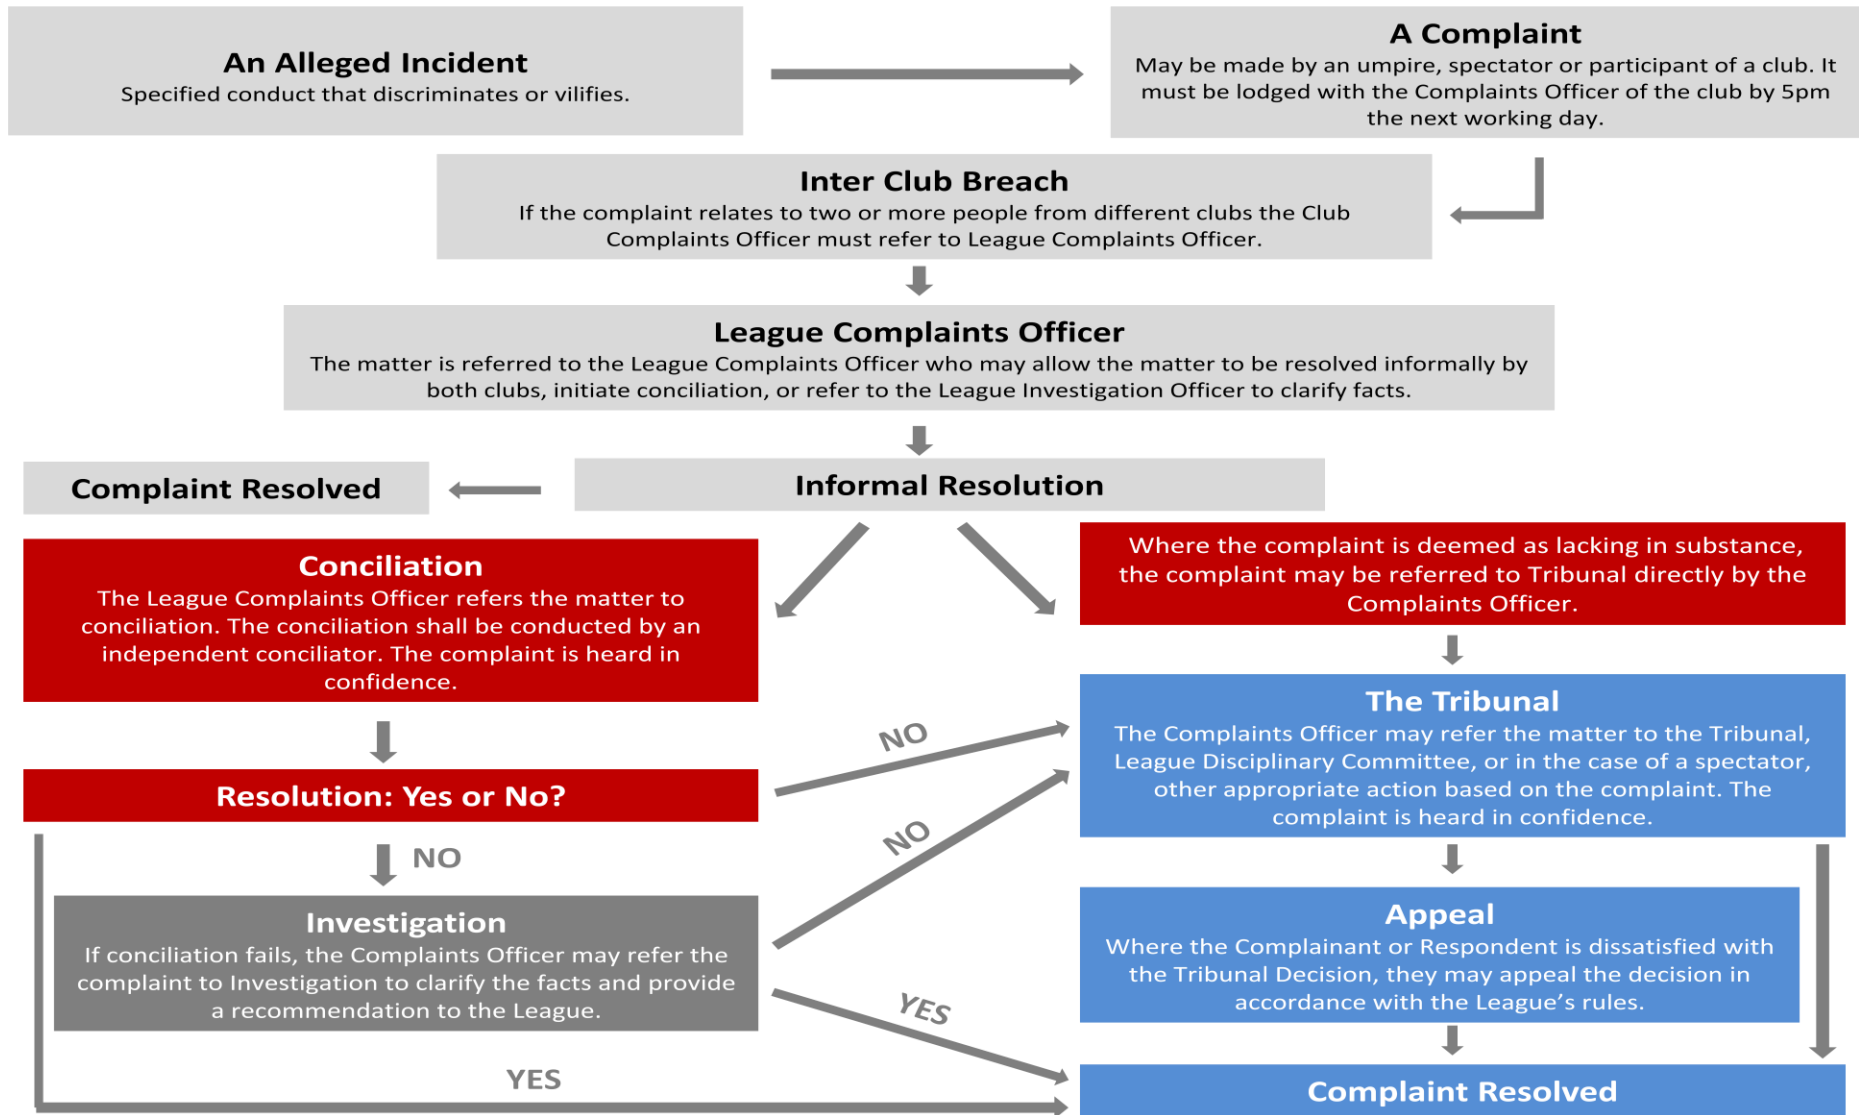 An Alleged Incident
Specified conduct that discriminates or vilifies.
A Complaint
May be made by an umpire, spectator or participant of a club. It
must be lodged with the Complaints Officer of the club by 5pm
the next working day.
Inter Club Breach
If the complaint relates to two or more people from different clubs the Club
Complaints Officer must refer to League Complaints Officer.
League Complaints Officer
The matter is referred to the League Complaints Officer who may allow the matter to be resolved informally by
both clubs, initiate conciliation, or refer to the League Investigation Officer to clarify facts.
Complaint Resolved
Informal Resolution
Conciliation
The League Complaints Officer refers the matter to
conciliation. The conciliation shall be conducted by an
independent conciliator. The complaint is heard in
confidence.
Where the complaint is deemed as lacking in substance,
the complaint may be referred to Tribunal directly by the
Complaints Officer.
Resolution: Yes or No?
NO
The Tribunal
The Complaints Officer may refer the matter to the Tribunal,
League Disciplinary Committee, or in the case of a spectator,
other appropriate action based on the complaint. The
complaint is heard in confidence.
NO
NO
Investigation
If conciliation fails, the Complaints Officer may refer the
complaint to Investigation to clarify the facts and provide
a recommendation to the League.
Appeal
Where the Complainant or Respondent is dissatisfied with
the Tribunal Decision, they may appeal the decision in
accordance with the League’s rules.
YES
YES
Complaint Resolved